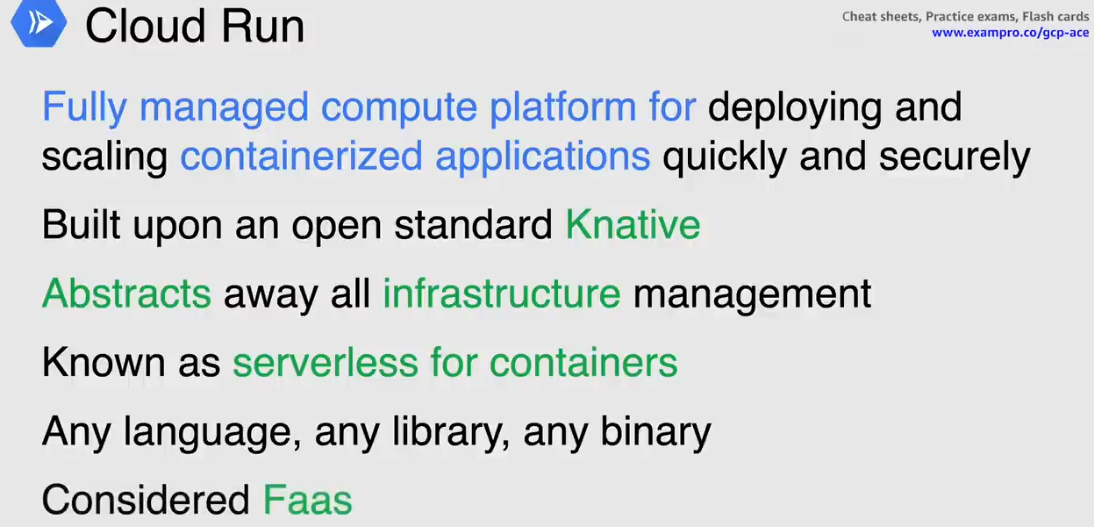 Cloud Run
Cheat sheets, Practice exams, Flash cards
www.exampro.co/gcp-ace
Fully managed compute platform for deploying and
scaling containerized applications quickly and securely
Built upon an open standard Knative
Abstracts away all infrastructure management
Known as serverless for containers
Any language, any library, any binary
Considered Faas